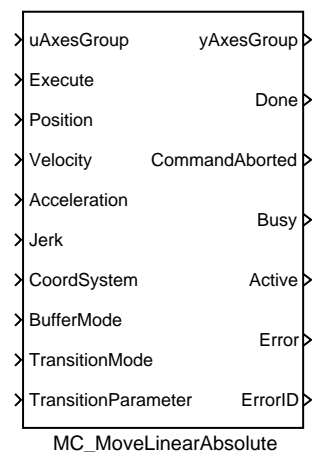 uAxesGroup yAxesGroup
Execute
Done
Position
Velocity CommandAborted
Acceleration
Busy
Jerk
CoordSystem Active
BufferMode
Error
TransitionMode
TransitionParameter ErrorID
MC_MoveLinearAbsolute